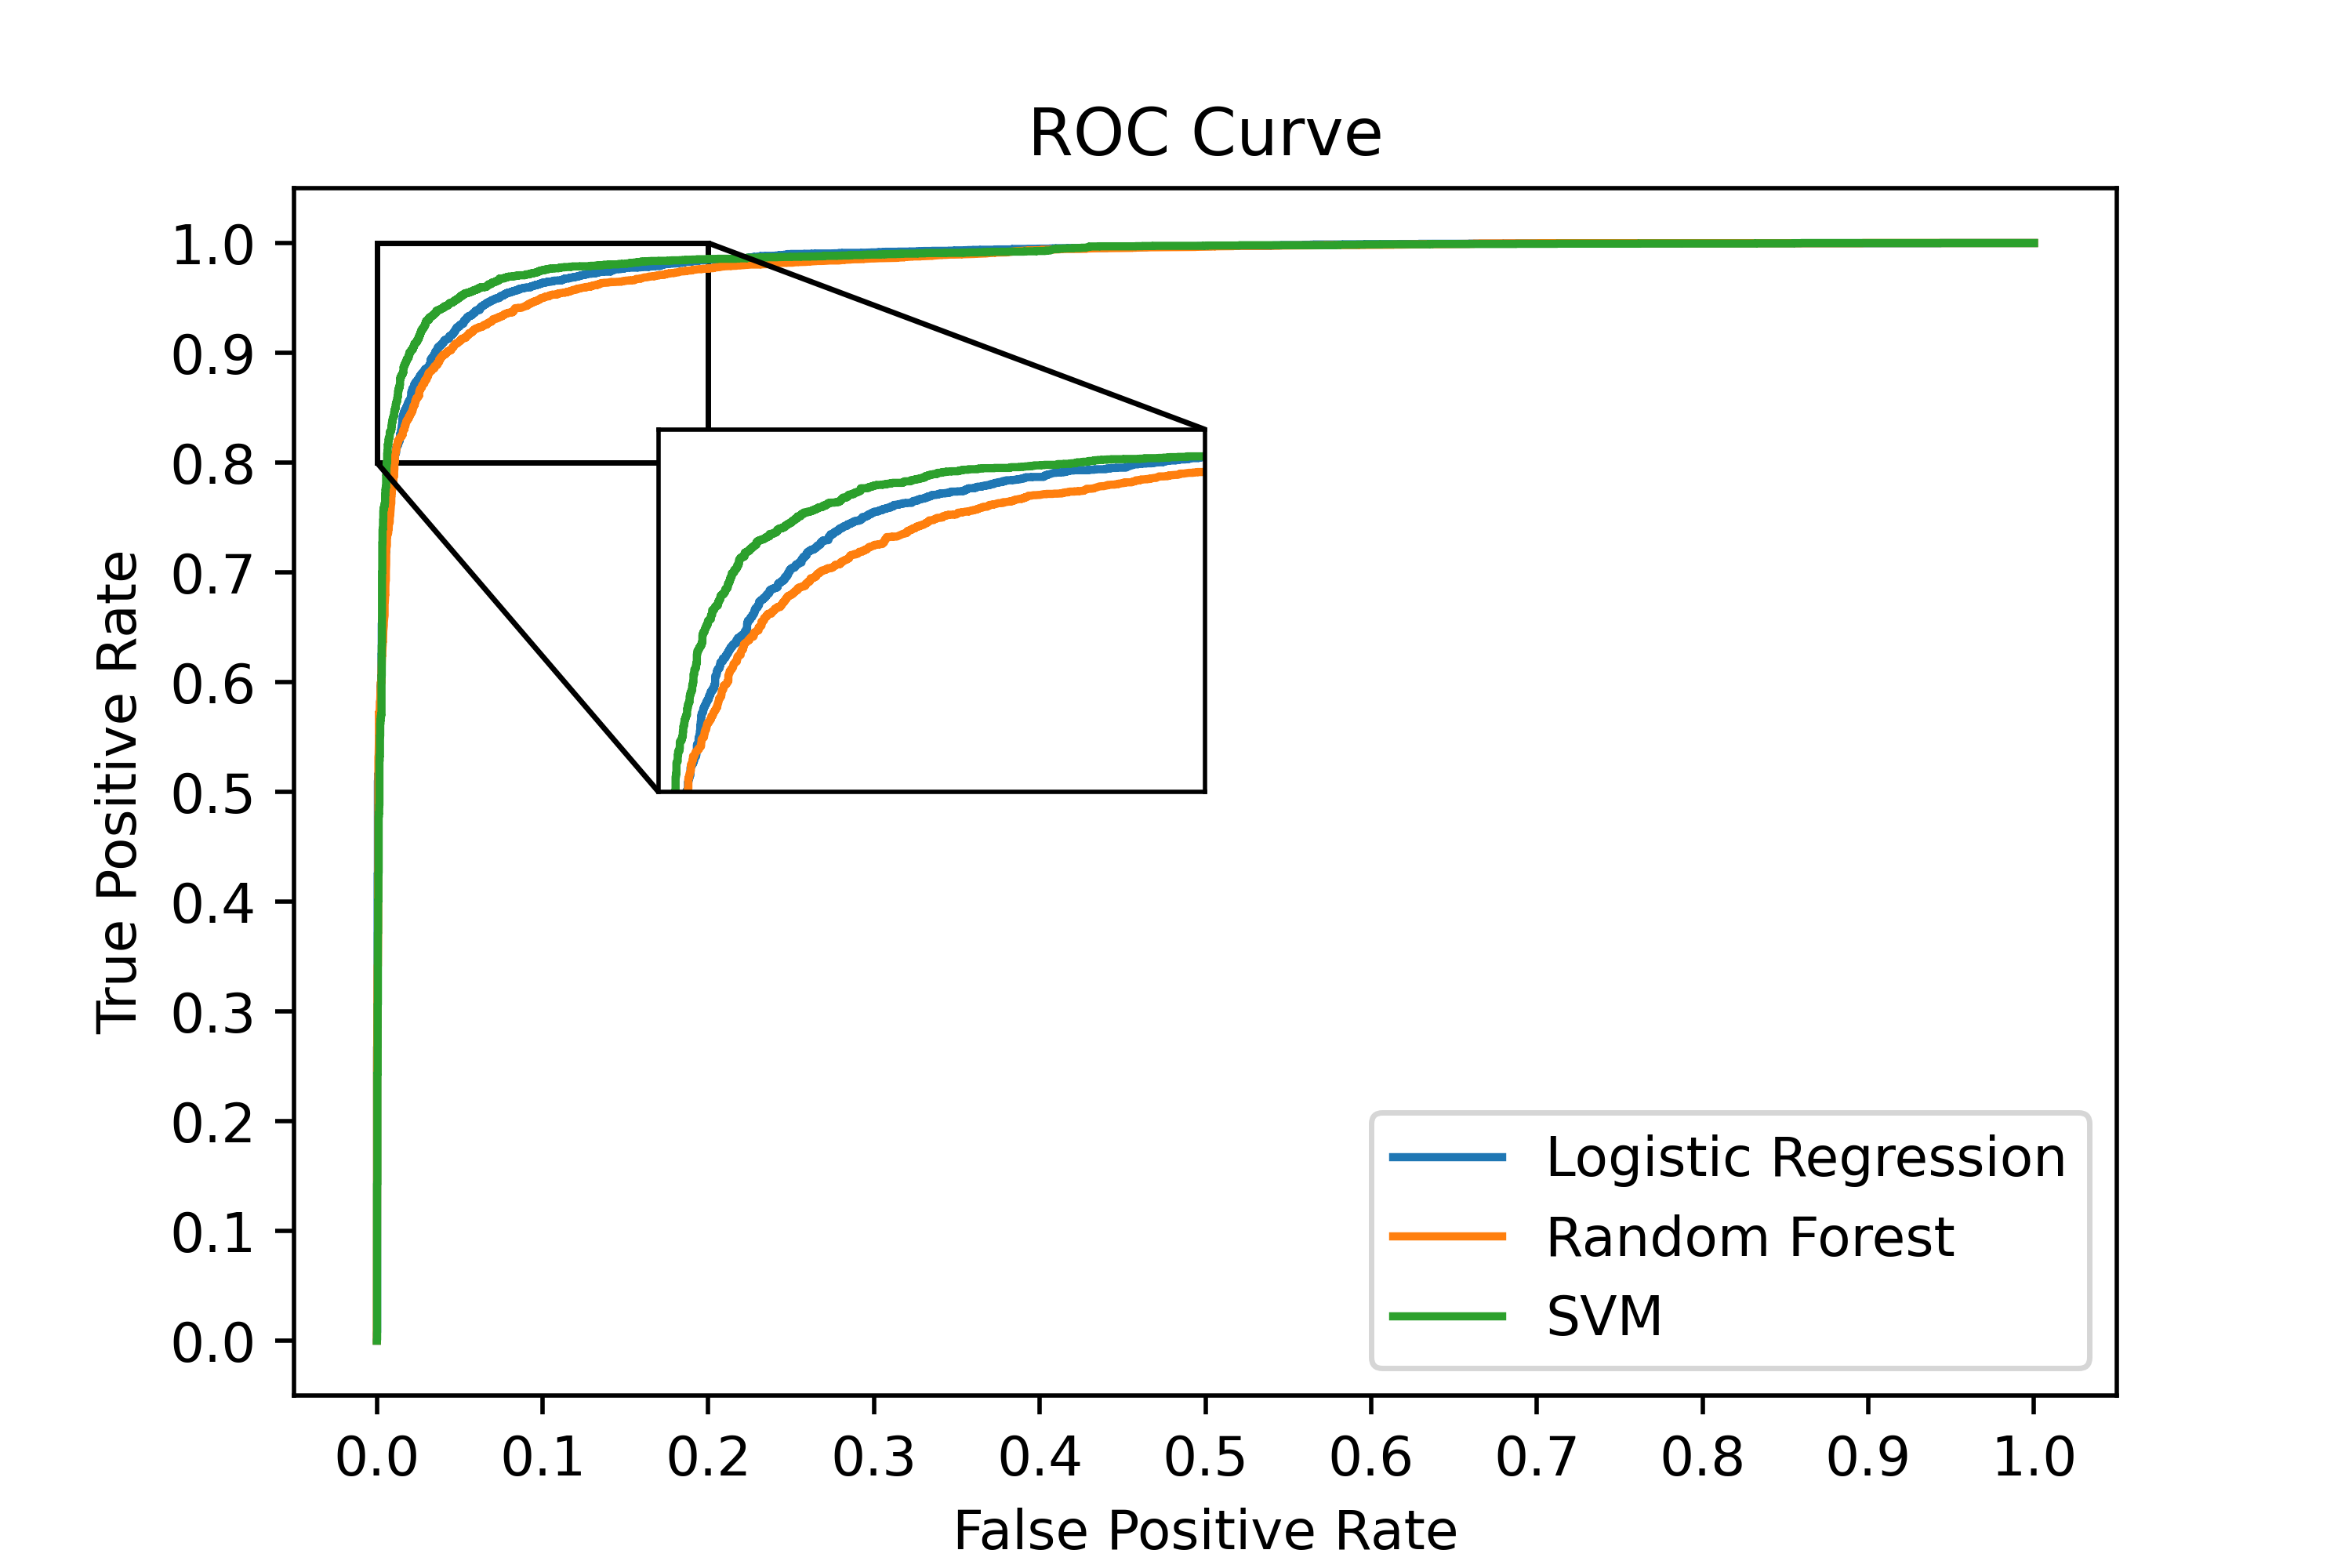 ROC Curve
True Positive Rate
1.0
0.9
0.8
0.7
0.6
0.5
0.4
0.3
0.2
0.1
0.0
Logistic Regression
Random Forest
SVM
0.0 0.1 0.2 0.3 0.4 0.5 0.6 0.7 0.8 0.9 1.0
False Positive Rate